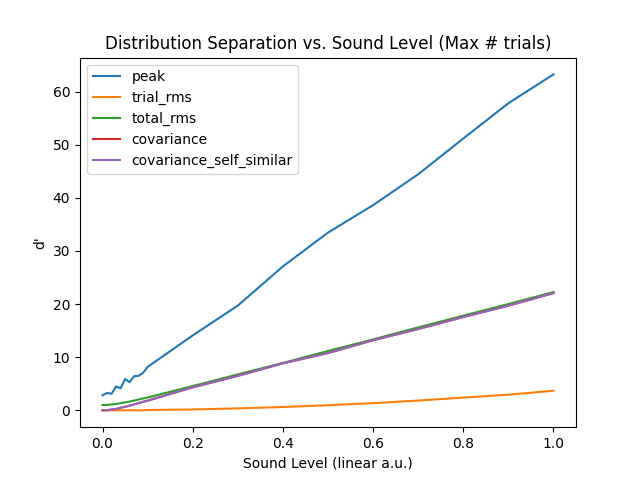 Distribution Separation vs. Sound Level (Max # trials)
peak
trial_rms
total_rms
covariance
covariance_self_similar
d'
60
50
40
30
20
10
0
0.0 0.2 0.4 0.6 0.8 1.0
Sound Level (linear a.u.)